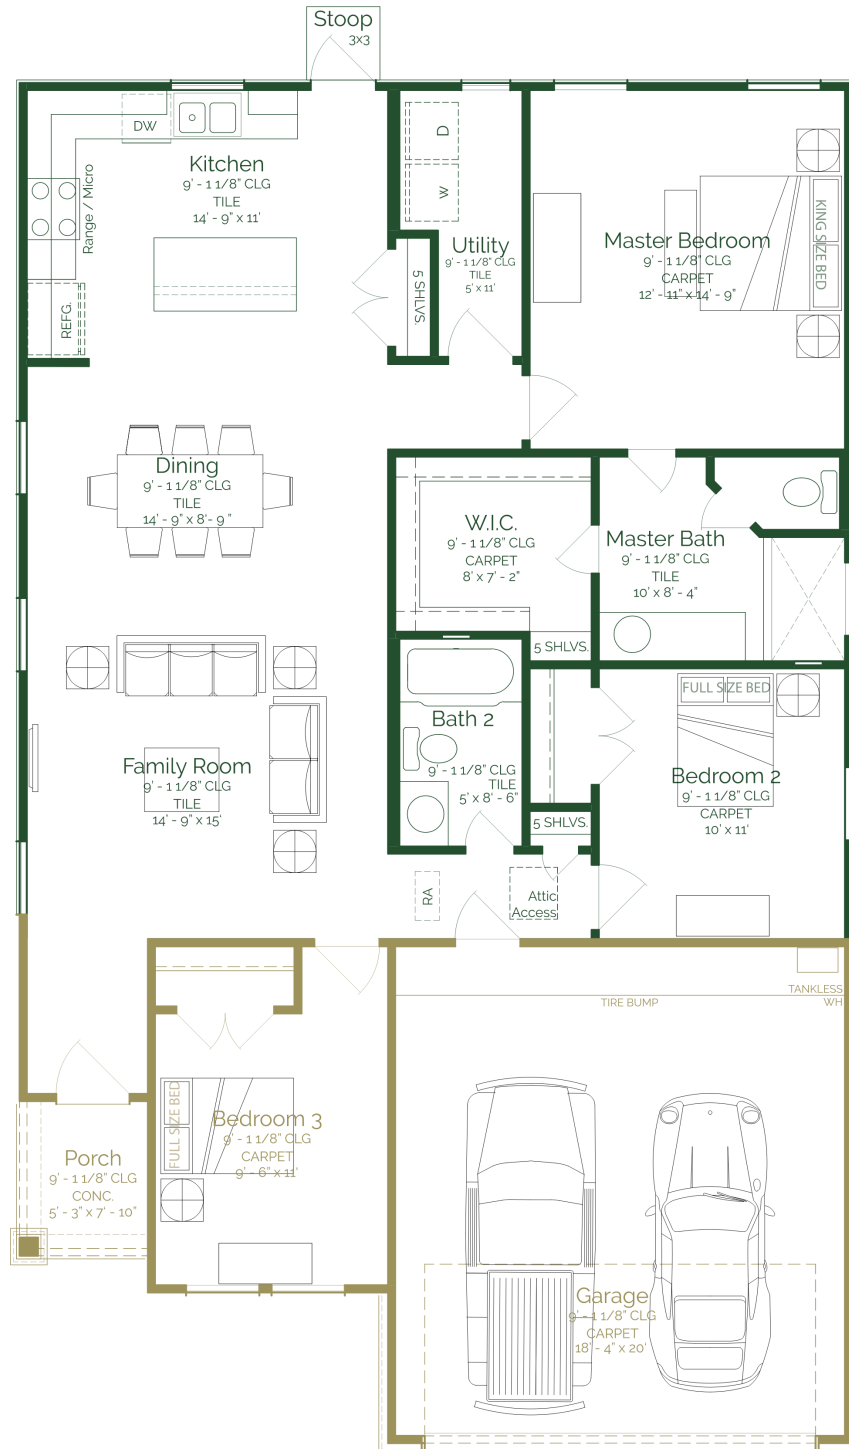 Stoop
3x3
DW
Kitchen
9' - 1 1/8" CLG
TILE
14' - 9" x 11'
Range / Micro
REFG.
D
W
Utility
9' - 1 1/8" CLG
TILE
5' x 11'
5 SHLVS.
Master Bedroom
9' - 1 1/8" CLG
CARPET
12' - 11" x 14' - 9"
KING SIZE BED
Dining
9' - 1 1/8" CLG
TILE
14' - 9" x 8'- 9 "
W.I.C.
9' - 1 1/8" CLG
CARPET
8' x 7' - 2"
5 SHLVS.
Master Bath
9' - 1 1/8" CLG
TILE
10' x 8' - 4"
Family Room
9' - 1 1/8" CLG
TILE
14' - 9" x 15'
Bath 2
9' - 1 1/8" CLG
TILE
5' x 8' - 6"
FULL SIZE BED
Bedroom 2
9' - 1 1/8" CLG
CARPET
10' x 11'
5 SHLVS.
RA
Attic
Access
TANKLESS
WH
TIRE BUMP
FULL SIZE BED
Bedroom 3
9' - 1 1/8" CLG
CARPET
9' - 6" x 11'
Porch
9' - 1 1/8" CLG
CONC.
5' - 3" x 7' - 10"
Garage
9' - 1 1/8" CLG
CARPET
18' - 4" x 20'